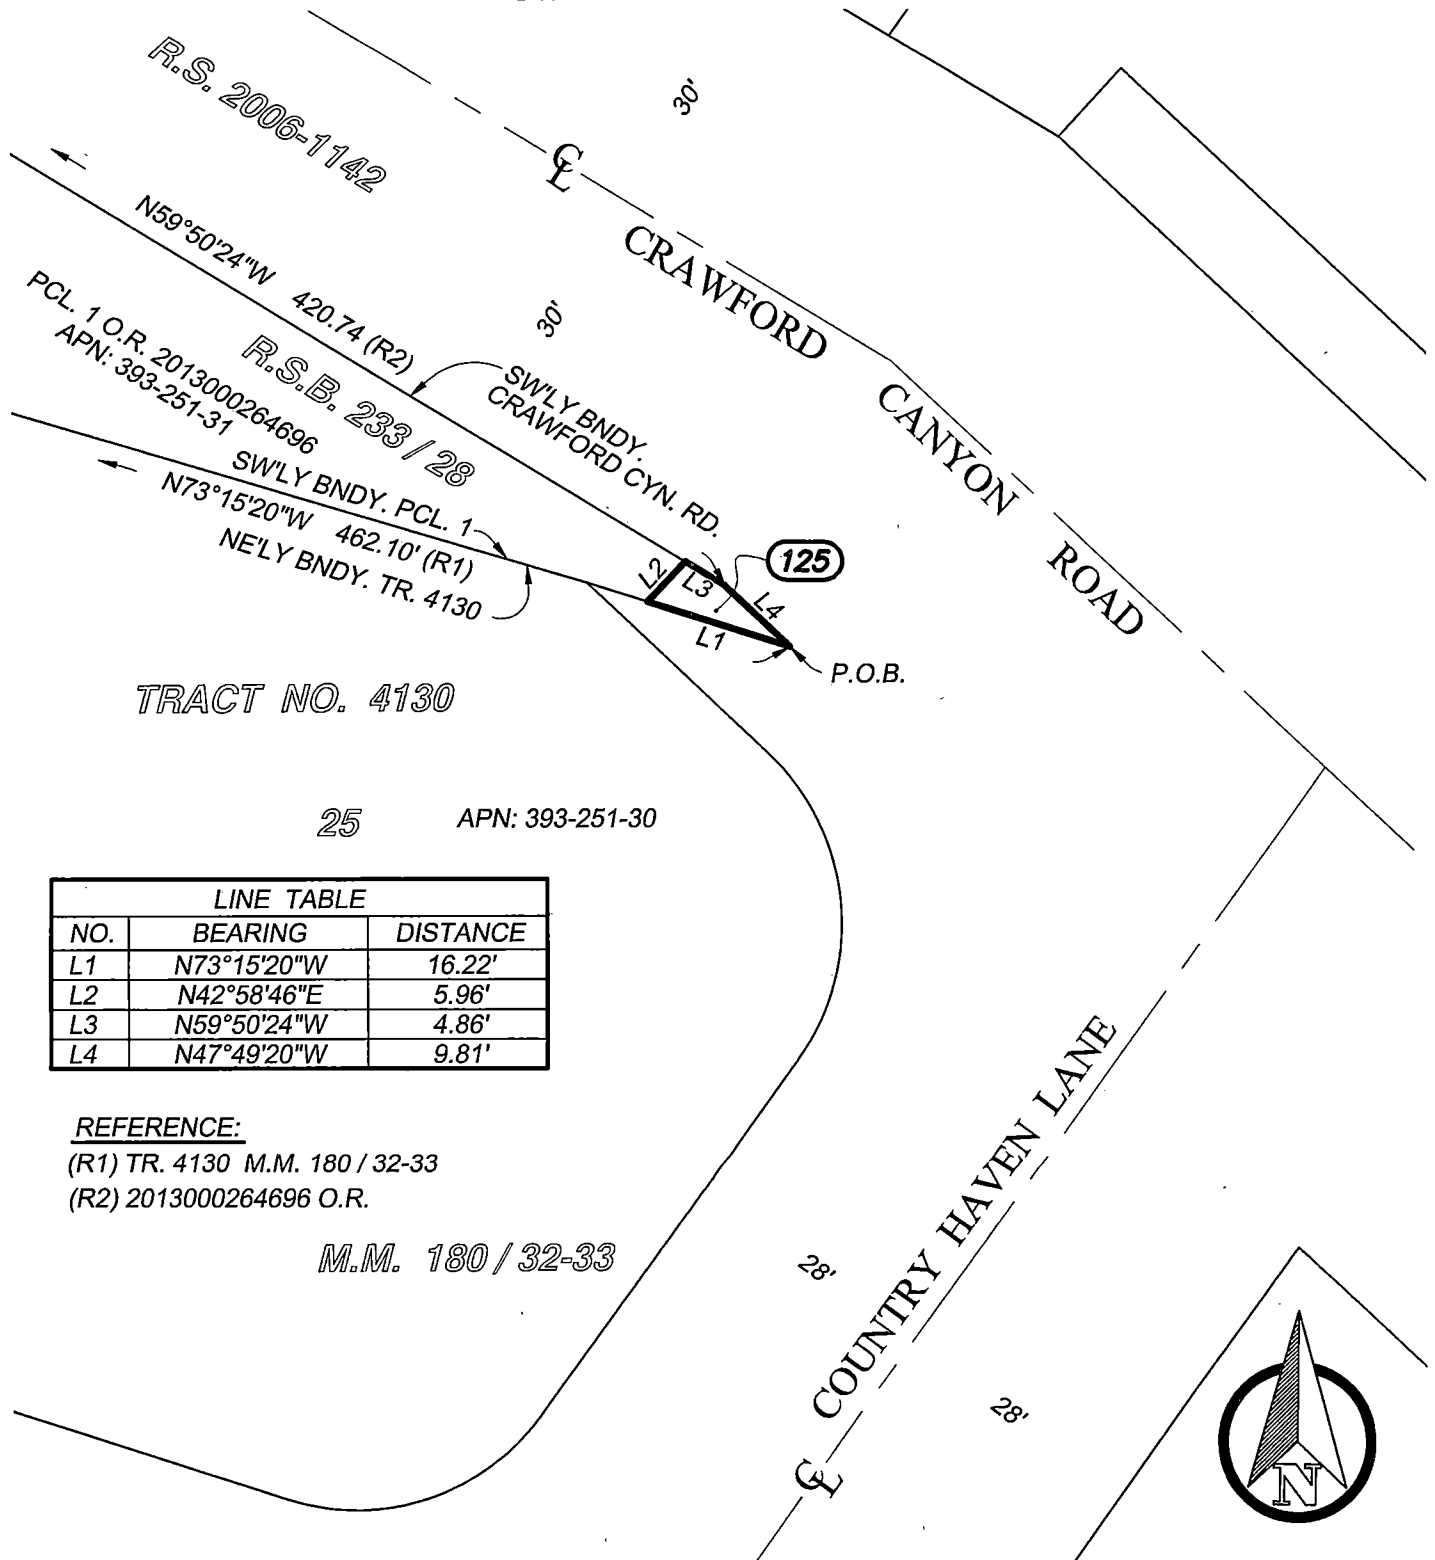 R.S. 2006-1142
30'
CL
CRAWFORD CANYON ROAD
N59°50'24"W 420.74 (R2)
30'
PCL. 1 O.R. 2013000264696
APN: 393-251-31
R.S.B. 233 / 28
SW'LY BNDY.
CRAWFORD CYN. RD.
SW'LY BNDY. PCL. 1
N73°15'20"W 462.10' (R1)
NE'LY BNDY. TR. 4130
125
L2
L3
L4
L1
P.O.B.
TRACT NO. 4130
25
APN: 393-251-30
LINE TABLE
NO. BEARING DISTANCE
L1 N73°15'20"W 16.22'
L2 N42°58'46"E 5.96'
L3 N59°50'24"W 4.86'
L4 N47°49'20"W 9.81'
REFERENCE:
(R1) TR. 4130 M.M. 180 / 32-33
(R2) 2013000264696 O.R.
M.M. 180 / 32-33
28'
COUNTRY HAVEN LANE
28'
CL
N